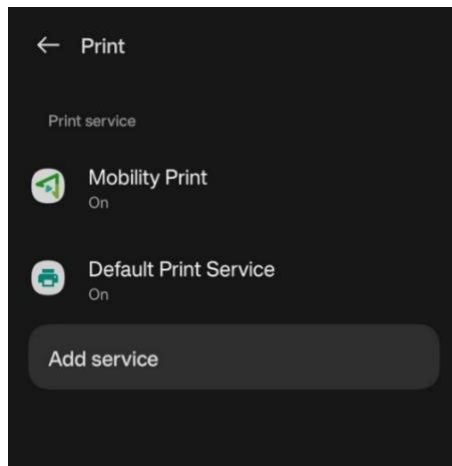 Print
Print service
Mobility Print
On
Default Print Service
On
Add service